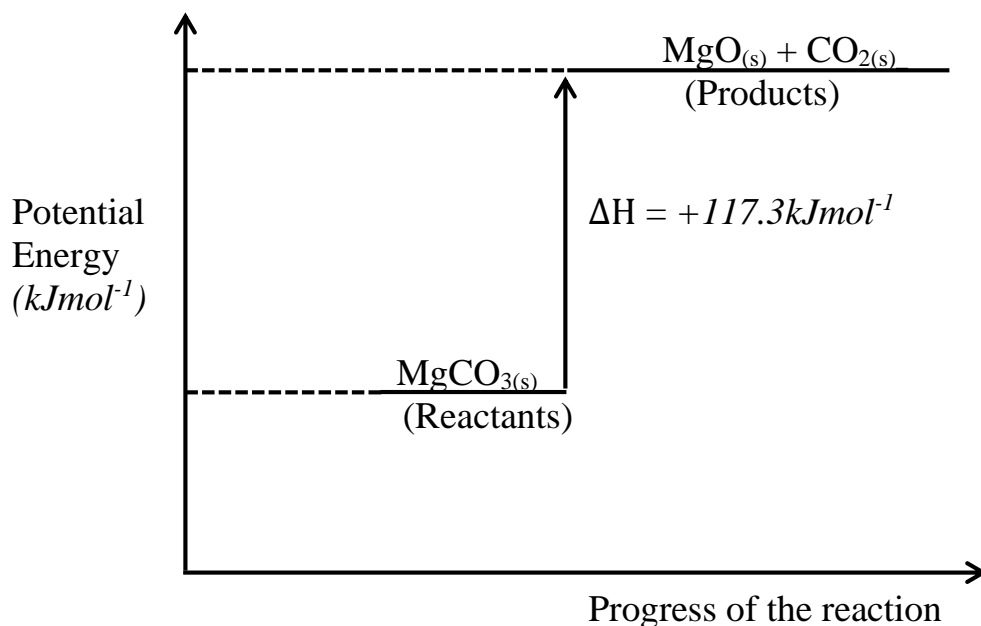 MgO(s) + CO2(s)
(Products)
Potential
Energy
(kJmol-1)
ΔH = +117.3kJmol-1
MgCO3(s)
(Reactants)
Progress of the reaction